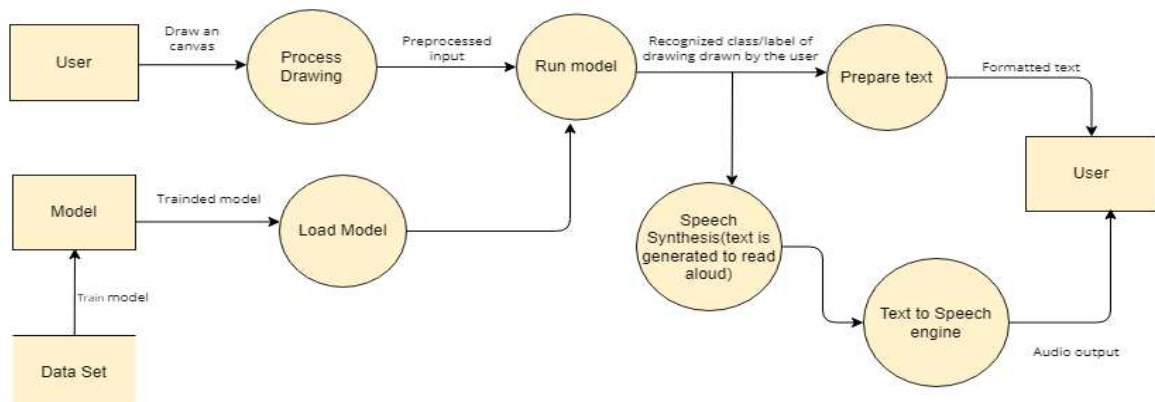 User
Draw an
canvas
Process
Drawing
Preprocessed
input
Run model
Recognized class/label of
drawing drawn by the user
Prepare text
Formatted text
User
Model
Trainded model
Load Model
Speech
Synthesis(text is
generated to read
aloud)
Train model
Text to Speech
engine
Audio output
Data Set